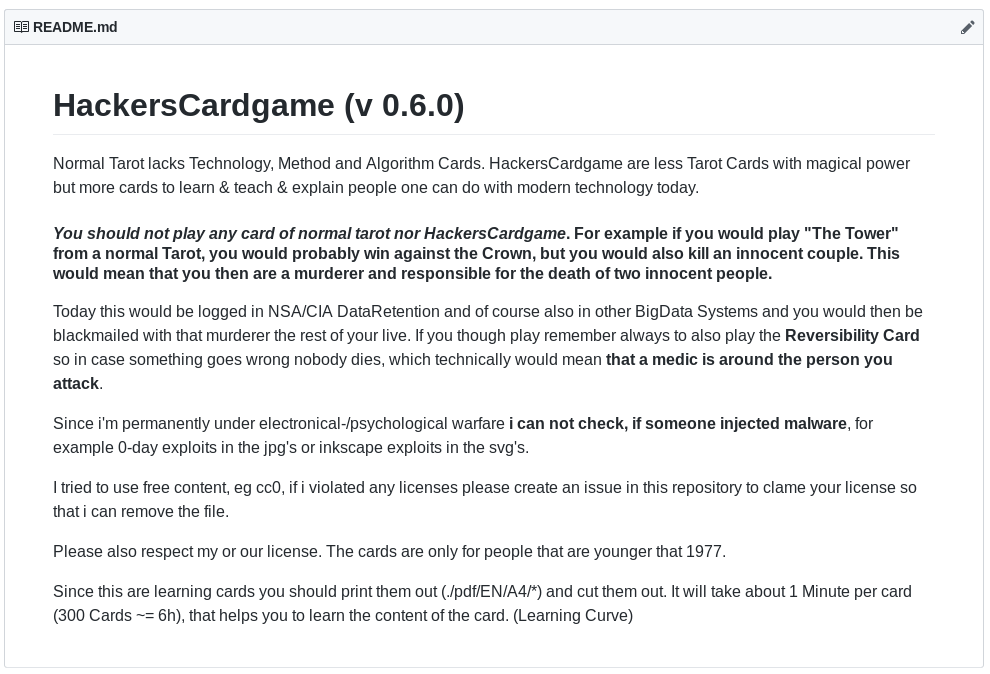 README.md
HackersCardgame (v 0.6.0)
Normal Tarot lacks Technology, Method and Algorithm Cards. HackersCardgame are less Tarot Cards with magical power
but more cards to learn & teach & explain people one can do with modern technology today.
You should not play any card of normal tarot nor HackersCardgame. For example if you would play "The Tower"
from a normal Tarot, you would probably win against the Crown, but you would also kill an innocent couple. This
would mean that you then are a murderer and responsible for the death of two innocent people.
Today this would be logged in NSA/CIA DataRetention and of course also in other BigData Systems and you would then be
blackmailed with that murderer the rest of your live. If you though play remember always to also play the Reversibility Card
so in case something goes wrong nobody dies, which technically would mean that a medic is around the person you
attack.
Since i'm permanently under electronical-/psychological warfare i can not check, if someone injected malware, for
example 0-day exploits in the jpg's or inkscape exploits in the svg's.
I tried to use free content, eg cc0, if i violated any licenses please create an issue in this repository to clame your license so
that i can remove the file.
Please also respect my or our license. The cards are only for people that are younger that 1977.
Since this are learning cards you should print them out (./pdf/EN/A4/*) and cut them out. It will take about 1 Minute per card
(300 Cards ~= 6h), that helps you to learn the content of the card. (Learning Curve)